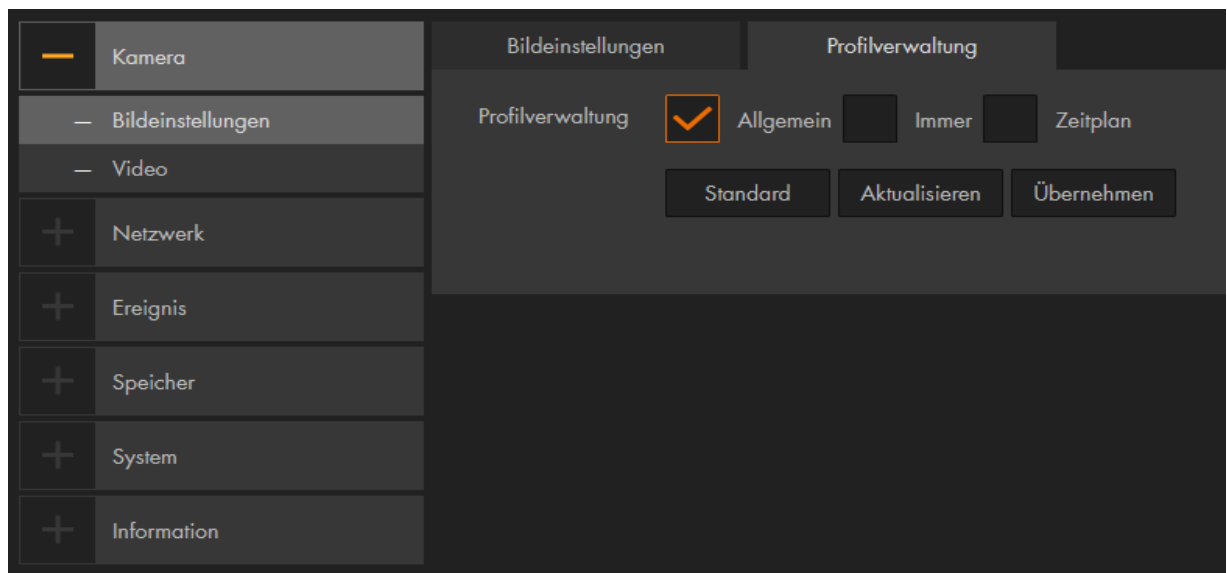 Kamera
Bildeinstellungen
Video
Netzwerk
Ereignis
Speicher
System
Information
Bildeinstellungen Profilverwaltung
Profilverwaltung Allgemein Immer Zeitplan
Standard Aktualisieren Übernehmen